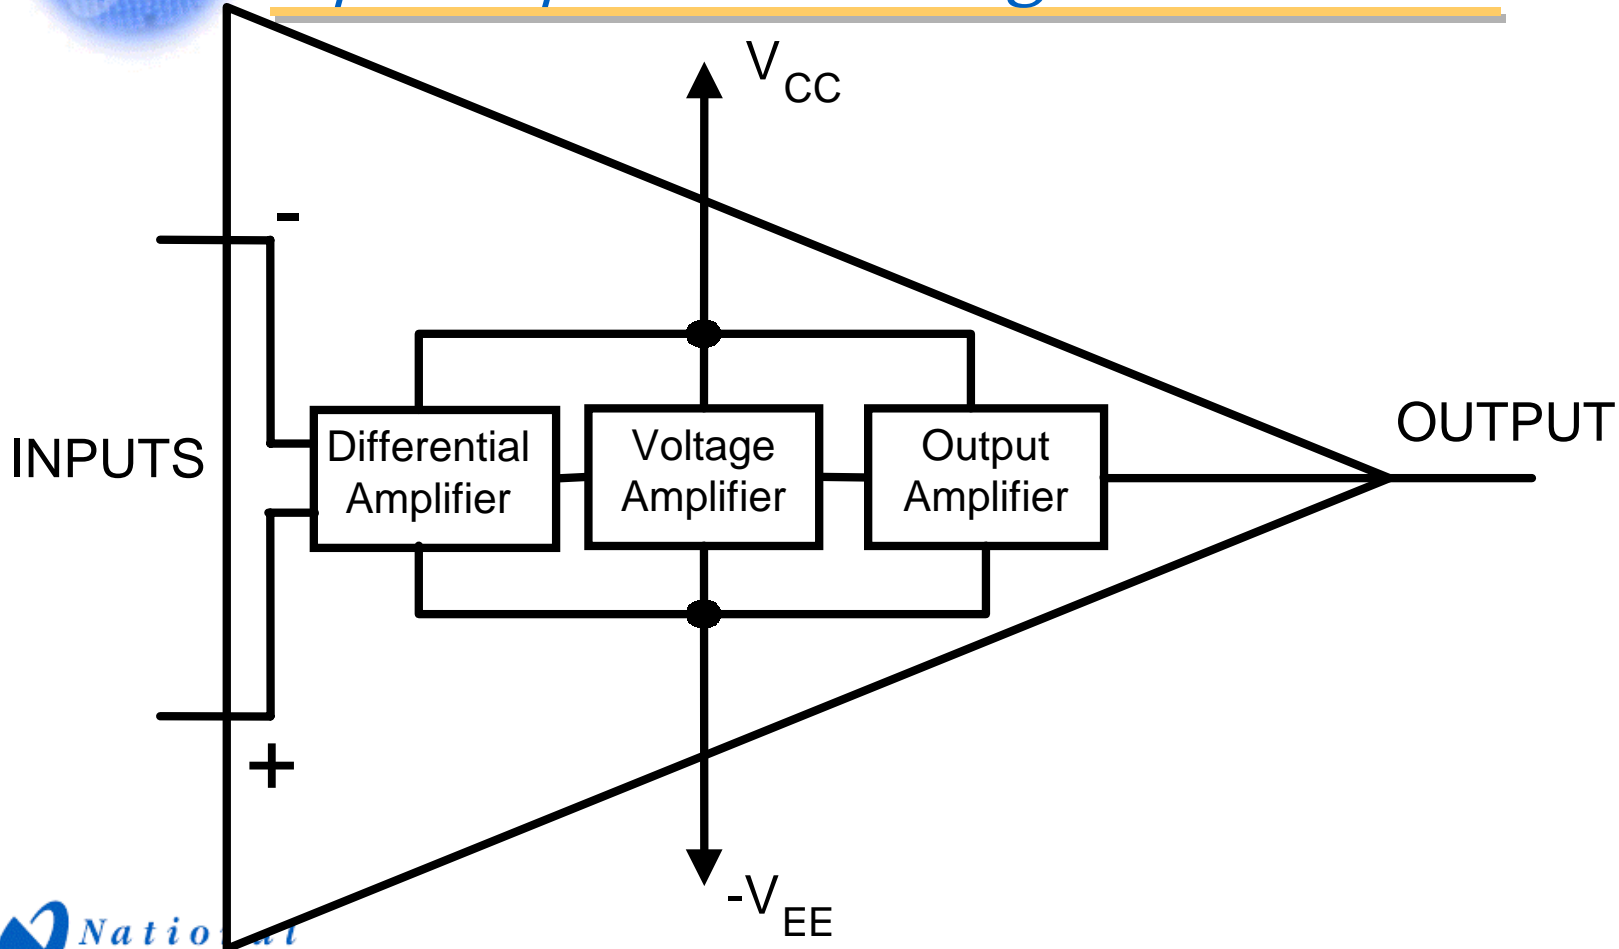 V CC
-
INPUTS
Differential
Amplifier
Voltage
Amplifier
Output
Amplifier
OUTPUT
+
-V EE